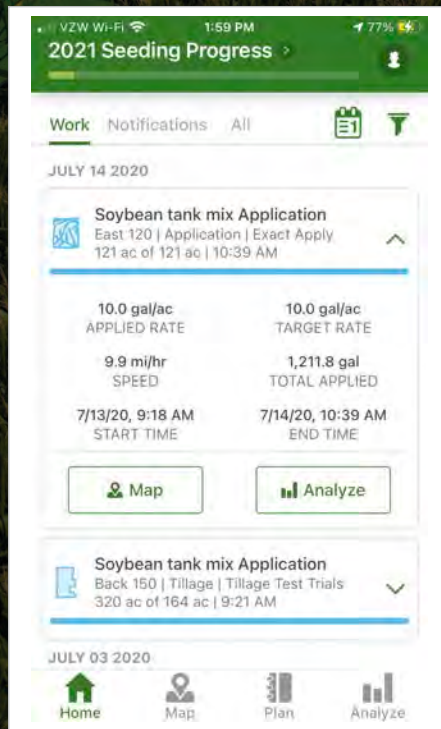 VZW Wi-Fi 1:59 PM 77%
2021 Seeding Progress >
Work Notifications All 1
JULY 14 2020
Soybean tank mix Application
East 120 | Application | Exact Apply
121 ac of 121 ac | 10:39 AM
10.0 gal/ac 10.0 gal/ac
APPLIED RATE TARGET RATE
9.9 mi/hr 1,211.8 gal
SPEED TOTAL APPLIED
7/13/20, 9:18 AM 7/14/20, 10:39 AM
START TIME END TIME
Map Analyze
Soybean tank mix Application
Back 150 | Tillage | Tillage Test Trials
320 ac of 164 ac | 9:21 AM
JULY 03 2020
Home Map Plan Analyze